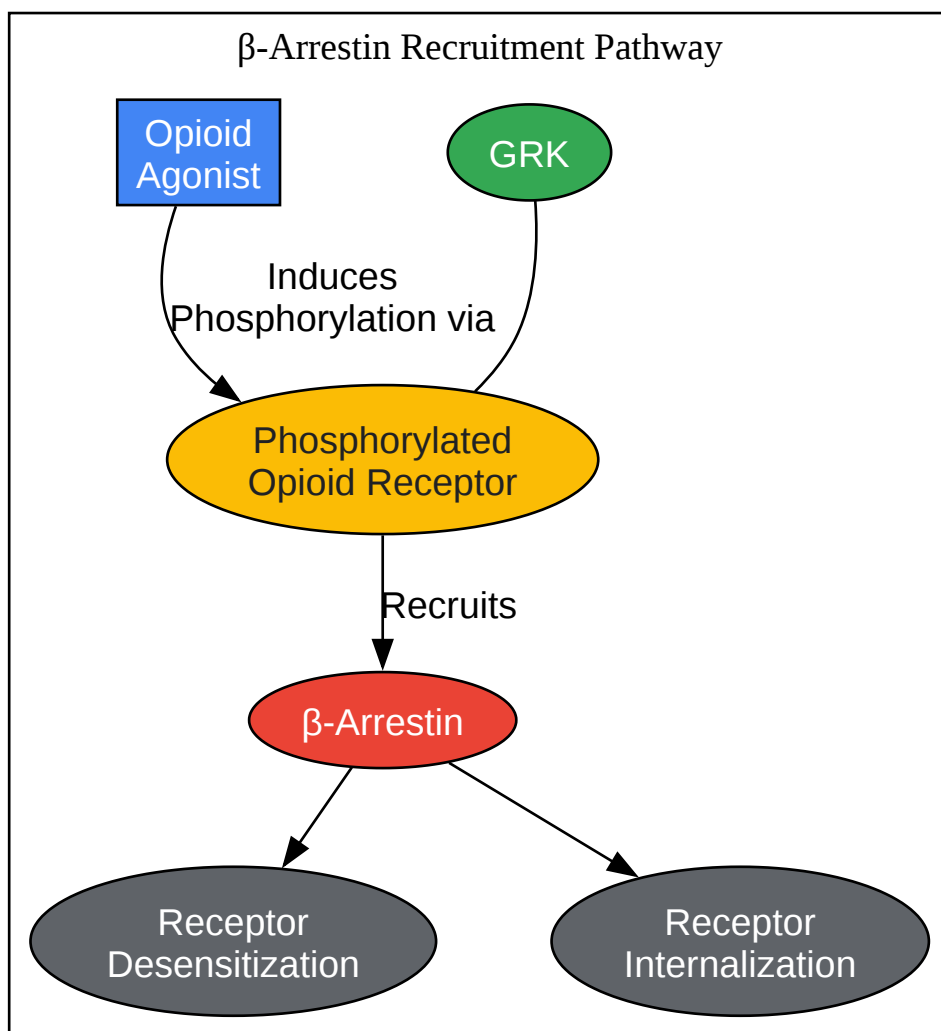 β-Arrestin Recruitment Pathway
Opioid
Agonist
GRK
Induces
Phosphorylation via
Phosphorylated
Opioid Receptor
Recruits
β-Arrestin
Receptor
Desensitization
Receptor
Internalization